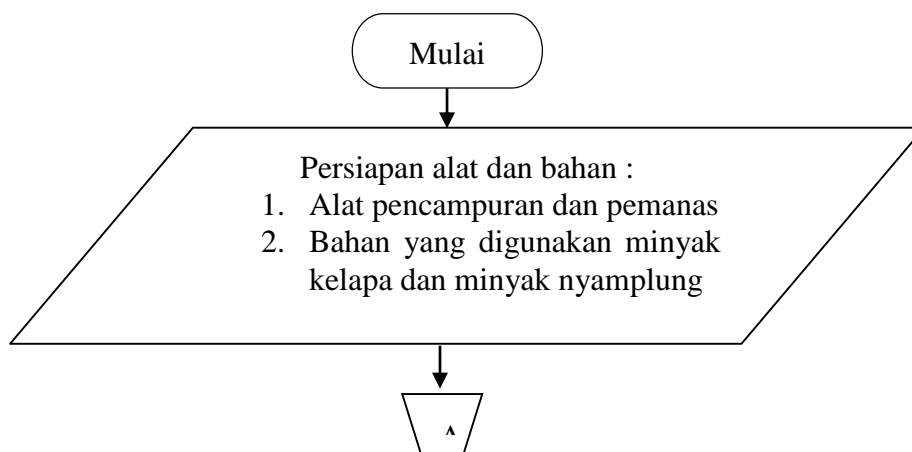 Mulai
Persiapan alat dan bahan :
1. Alat pencampuran dan pemanas
2. Bahan yang digunakan minyak
kelapa dan minyak nyamplung